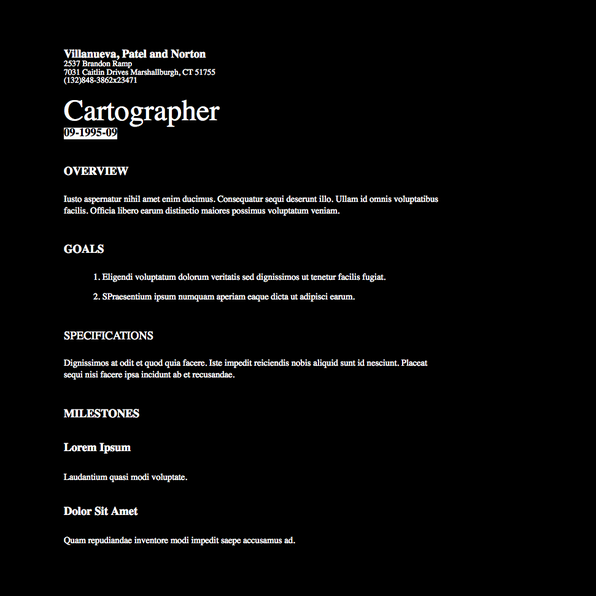 Villanueva, Patel and Norton
2537 Brandon Ramp
7031 Caitlin Drives Marshallburgh, CT 51755
(132)848-3862x23471
Cartographer
09-1995-09
OVERVIEW
Iusto aspernatur nihil amet enim ducimus. Consequatur sequi deserunt illo. Ullam id omnis voluptatibus
facilis. Officia libero earum distinctio maiores possimus voluptatum veniam.
GOALS
1. Eligendi voluptatum dolorum veritatis sed dignissimos ut tenetur facilis fugiat.
2. SPraesentium ipsum numquam aperiam eaque dicta ut adipisci earum.
SPECIFICATIONS
Dignissimos at odit et quod quia facere. Iste impedit reiciendis nobis aliquid sunt id nesciunt. Placeat
sequi nisi facere ipsa incidunt ab et recusandae.
MILESTONES
Lorem Ipsum
Laudantium quasi modi voluptate.
Dolor Sit Amet
Quam repudiandae inventore modi impedit saepe accusamus ad.